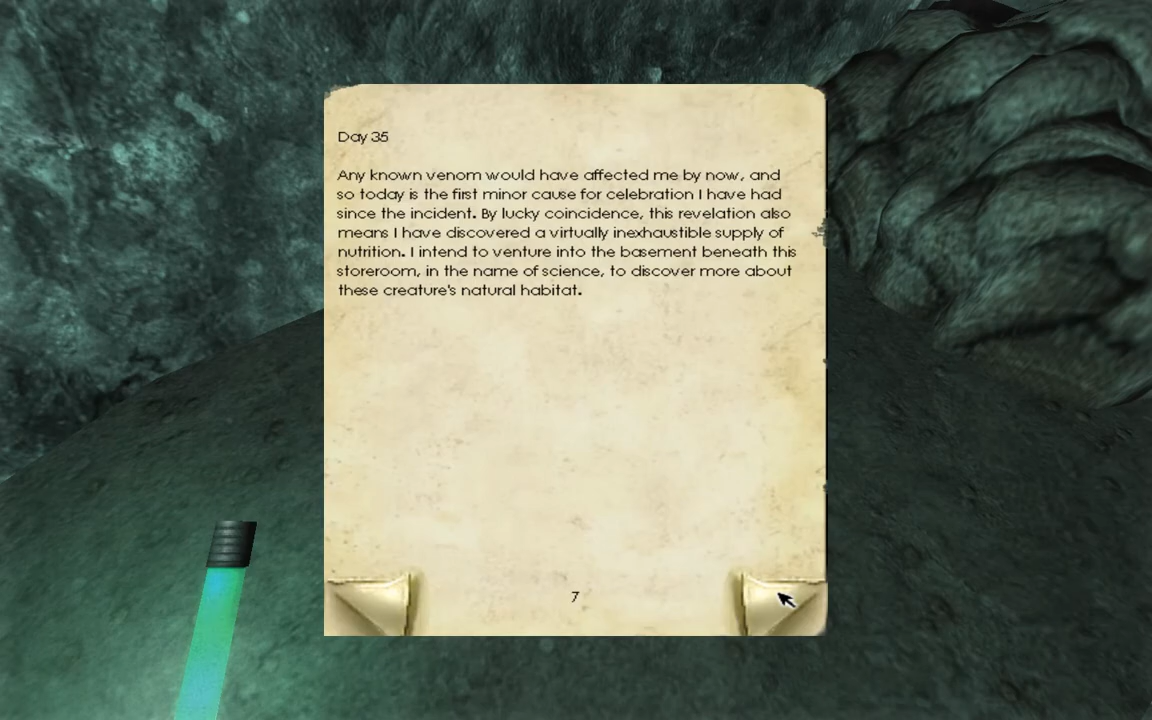 Day 35
Any known venom would have affected me by now, and
so today is the first minor cause for celebration I have had
since the incident. By lucky coincidence, this revelation also
means I have discovered a virtually inexhaustible supply of
nutrition. I intend to venture into the basement beneath this
storeroom, in the name of science, to discover more about
these creature's natural habitat.
7